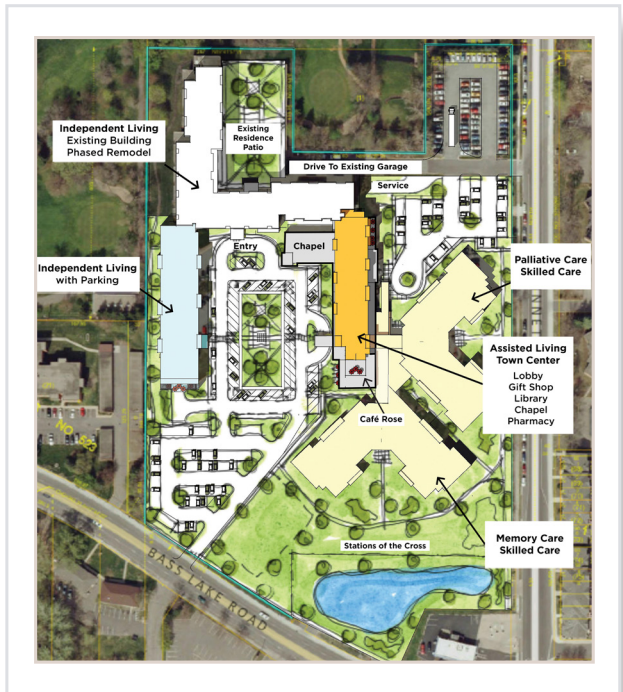 Independent Living
Existing Building
Phased Remodel
Existing
Residence
Patio
Drive To Existing Garage
Service
Entry
Chapel
Palliative Care
Skilled Care
Independent Living
with Parking
Assisted Living
Town Center
Lobby
Gift Shop
Library
Chapel
Pharmacy
Café Rose
NO. 623
Memory Care
Skilled Care
Stations of the Cross
BASS LAKE ROAD